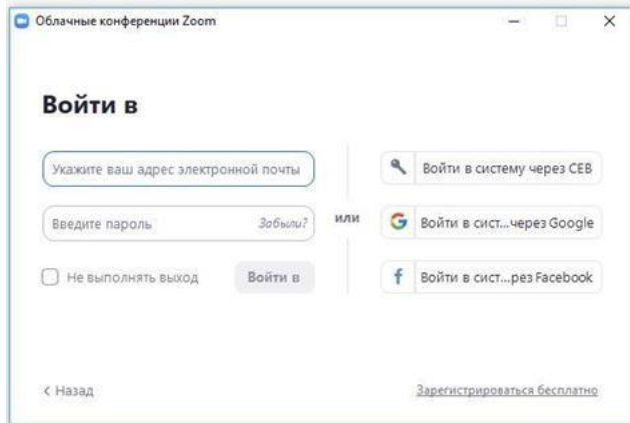 Облачные конференции Zoom
Войти в
Укажите ваш адрес электронной почты
Введите пароль
Забыли?
Не выполнять выход
Войти в
или
Войти в систему через СЕВ
Войти в сист...через Google
Войти в сист...рез Facebook
< Назад
Зарегистрироваться бесплатно